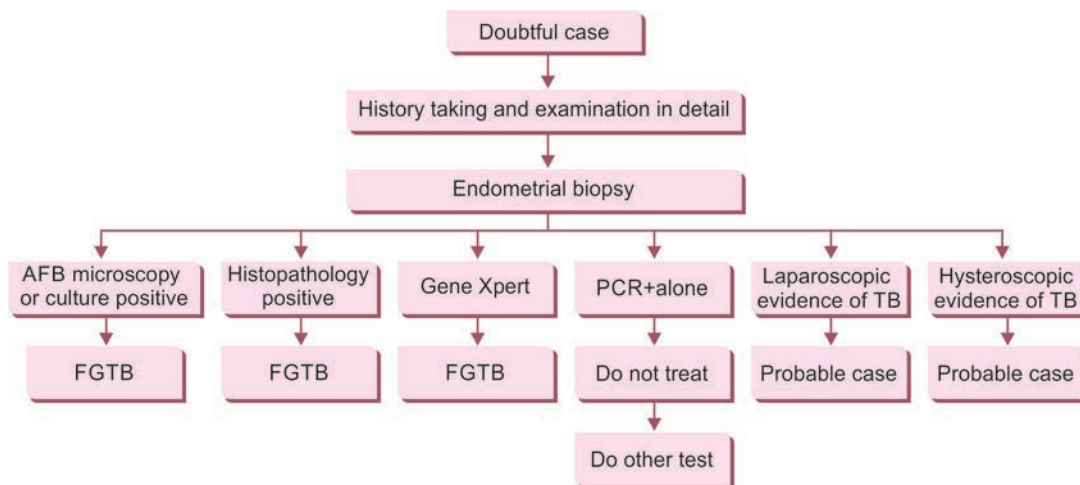 Doubtful case
History taking and examination in detail
Endometrial biopsy
AFB microscopy
or culture positive
Histopathology
positive
Gene Xpert
PCR+alone
Laparoscopic
evidence of TB
Hysteroscopic
evidence of TB
FGTB
FGTB
FGTB
Do not treat
Probable case
Probable case
Do other test